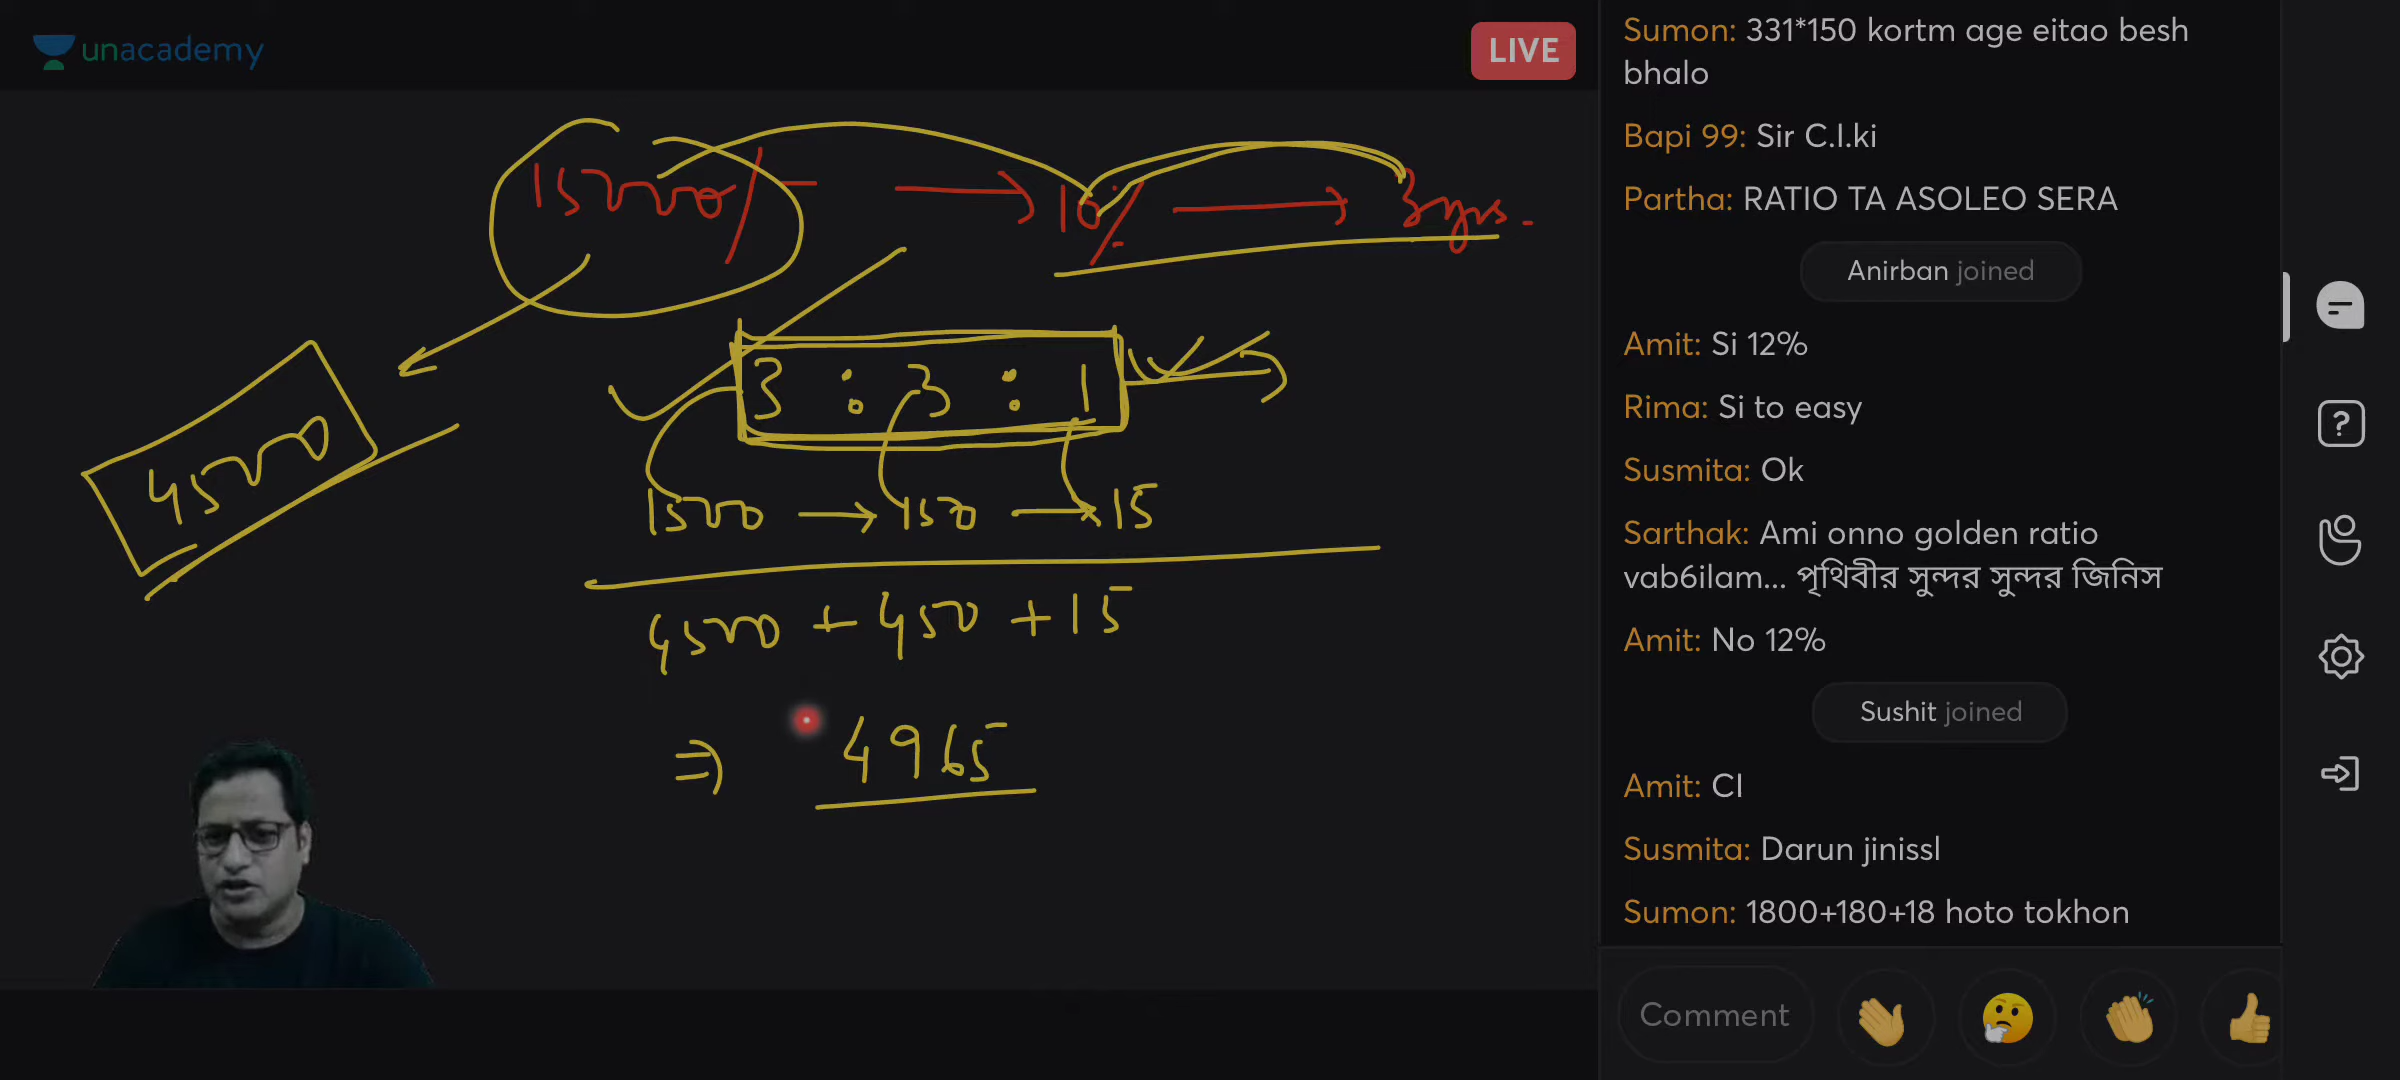 unacademy
LIVE
15000/- → 10% → 3yrs.
3 : 3 : 1
4500
1500 → 150 → 15
4500 + 450 + 15
⇒ 4965
Sumon: 331*150 kortm age eitao besh
bhalo
Bapi 99: Sir C.I.ki
Partha: RATIO TA ASOLEO SERA
Anirban joined
Amit: Si 12%
Rima: Si to easy
Susmita: Ok
Sarthak: Ami onno golden ratio
vab6ilam... পৃথিবীর সুন্দর সুন্দর জিনিস
Amit: No 12%
Sushit joined
Amit: CI
Susmita: Darun jinissl
Sumon: 1800+180+18 hoto tokhon
Comment